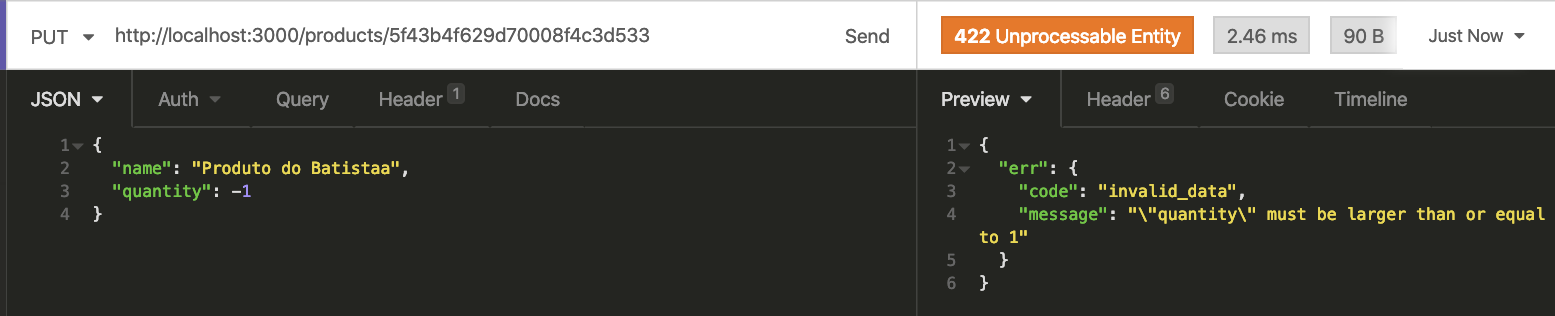 PUT http://localhost:3000/products/5f43b4f629d70008f4c3d533 Send 422 Unprocessable Entity 2.46 ms 90 B Just Now
JSON Auth Query Header 1 Docs
1 {
2 "name": "Produto do Batistaa",
3 "quantity": -1
4 }
Preview Header 6 Cookie Timeline
1 {
2 "err": {
3 "code": "invalid_data",
4 "message": "\"quantity\" must be larger than or equal
to 1"
5 }
6 }